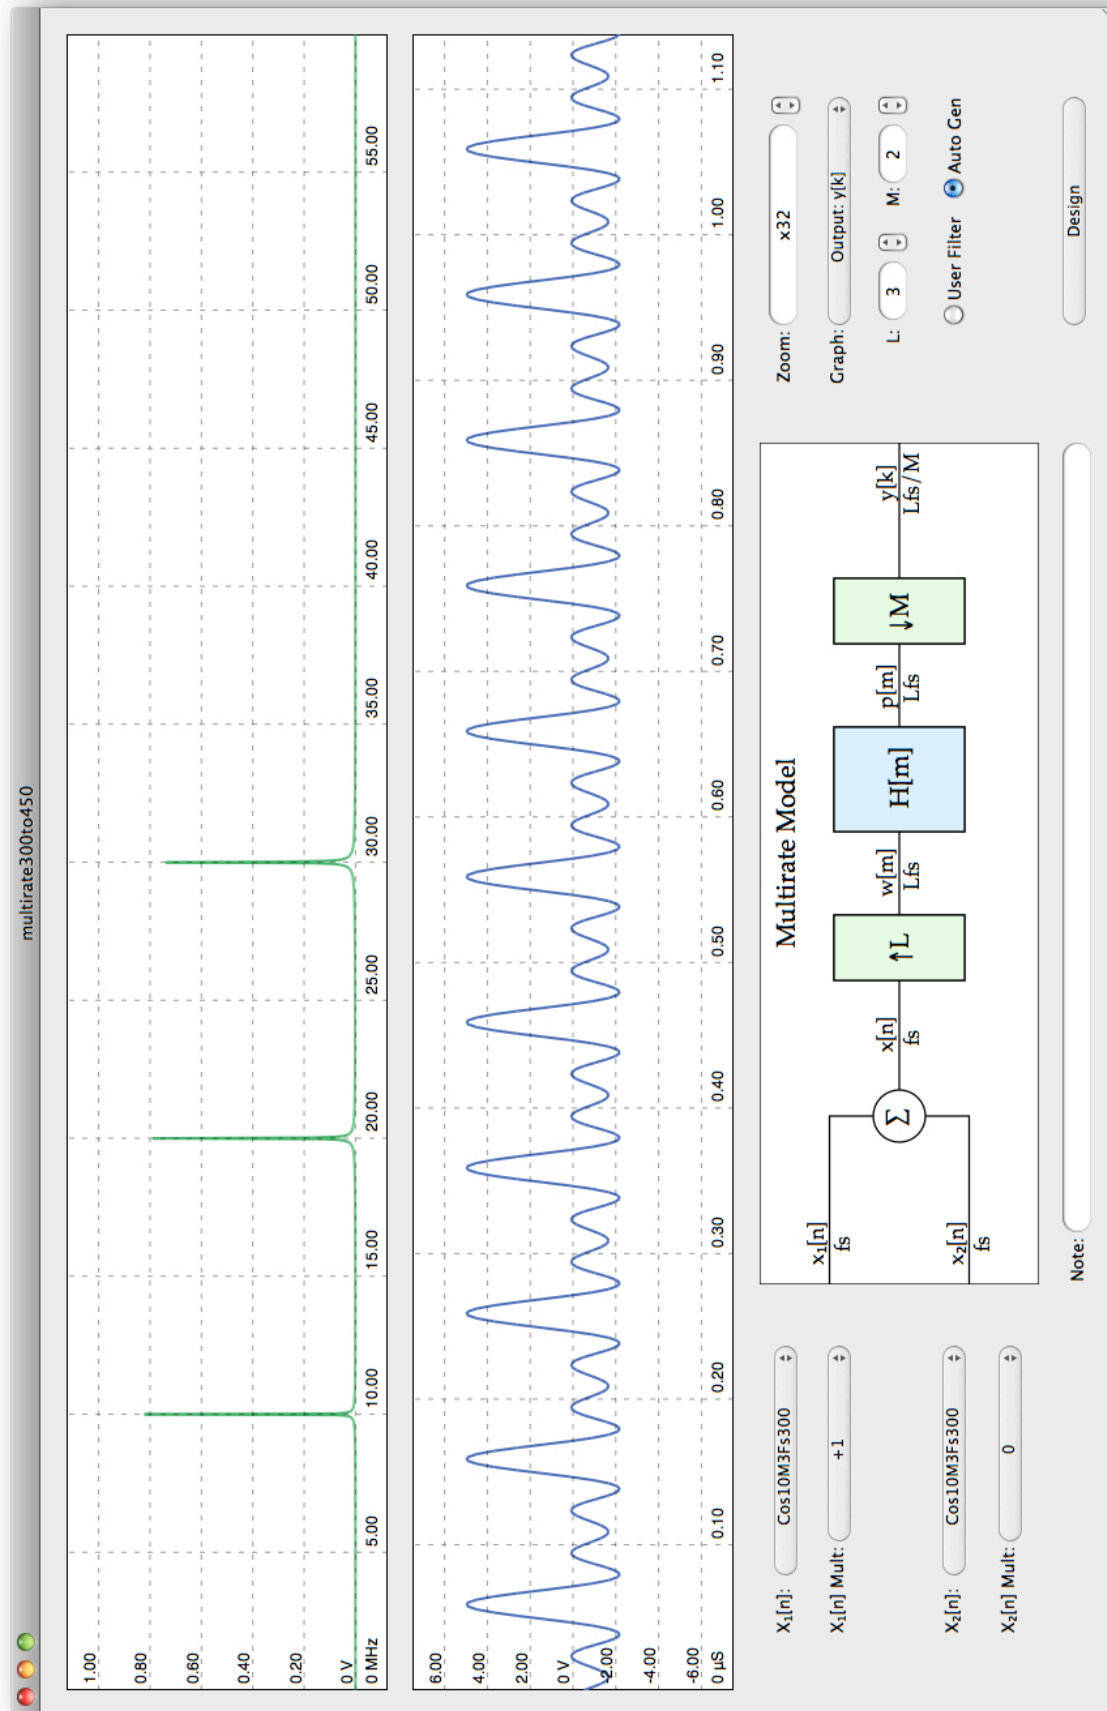 multirate300to450
1.00
0.80
0.60
0.40
0.20
0 V
0 MHz
5.00
10.00
15.00
20.00
25.00
30.00
35.00
40.00
45.00
50.00
55.00
6.00
4.00
2.00
0 V
-2.00
-4.00
-6.00
0 µS
0.10
0.20
0.30
0.40
0.50
0.60
0.70
0.80
0.90
1.00
1.10
X₁[n]: Cos10M3Fs300
X₁[n] Mult: +1
X₂[n]: Cos10M3Fs300
X₂[n] Mult: 0
Multirate Model
x₁[n]
fs
x₂[n]
fs
Σ
x[n]
fs
↑L
w[m]
Lfs
H[m]
p[m]
Lfs
↓M
y[k]
Lfs/M
Note:
Zoom: x32
Graph: Output: y[k]
L: 3 M: 2
User Filter Auto Gen
Design